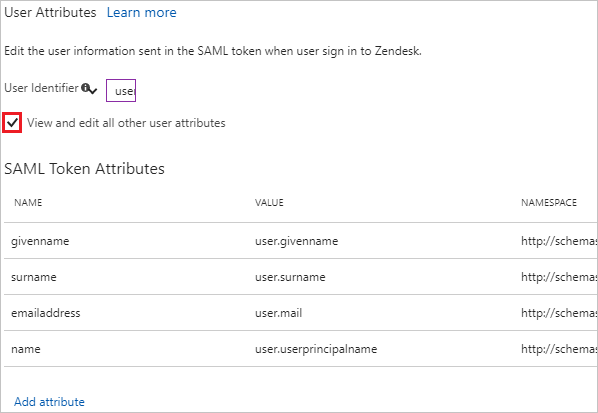 User Attributes Learn more
Edit the user information sent in the SAML token when user sign in to Zendesk.
User Identifier user
View and edit all other user attributes
SAML Token Attributes
NAME VALUE NAMESPACE
givenname user.givenname http://schemas
surname user.surname http://schemas
emailaddress user.mail http://schemas
name user.userprincipalname http://schemas
Add attribute